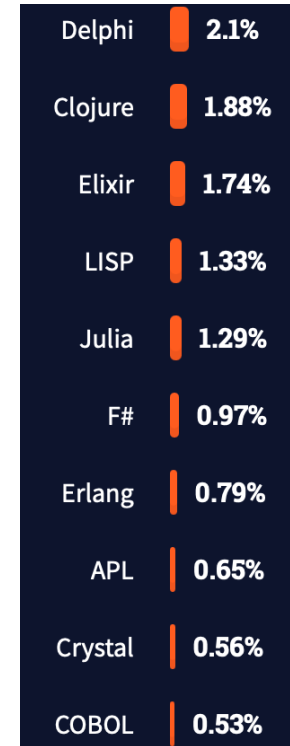 Delphi 2.1%
Clojure 1.88%
Elixir 1.74%
LISP 1.33%
Julia 1.29%
F# 0.97%
Erlang 0.79%
APL 0.65%
Crystal 0.56%
COBOL 0.53%